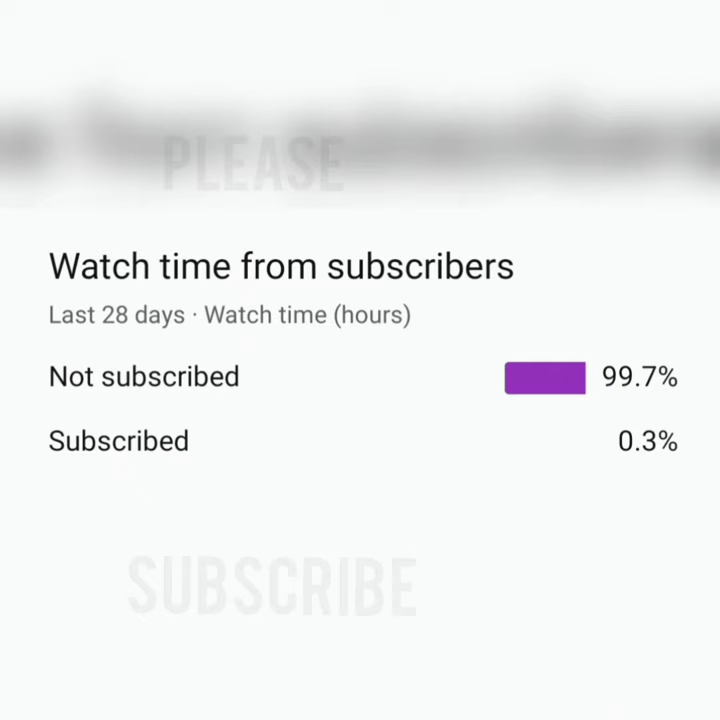 PLEASE
Watch time from subscribers
Last 28 days · Watch time (hours)
Not subscribed 99.7%
Subscribed 0.3%
SUBSCRIBE